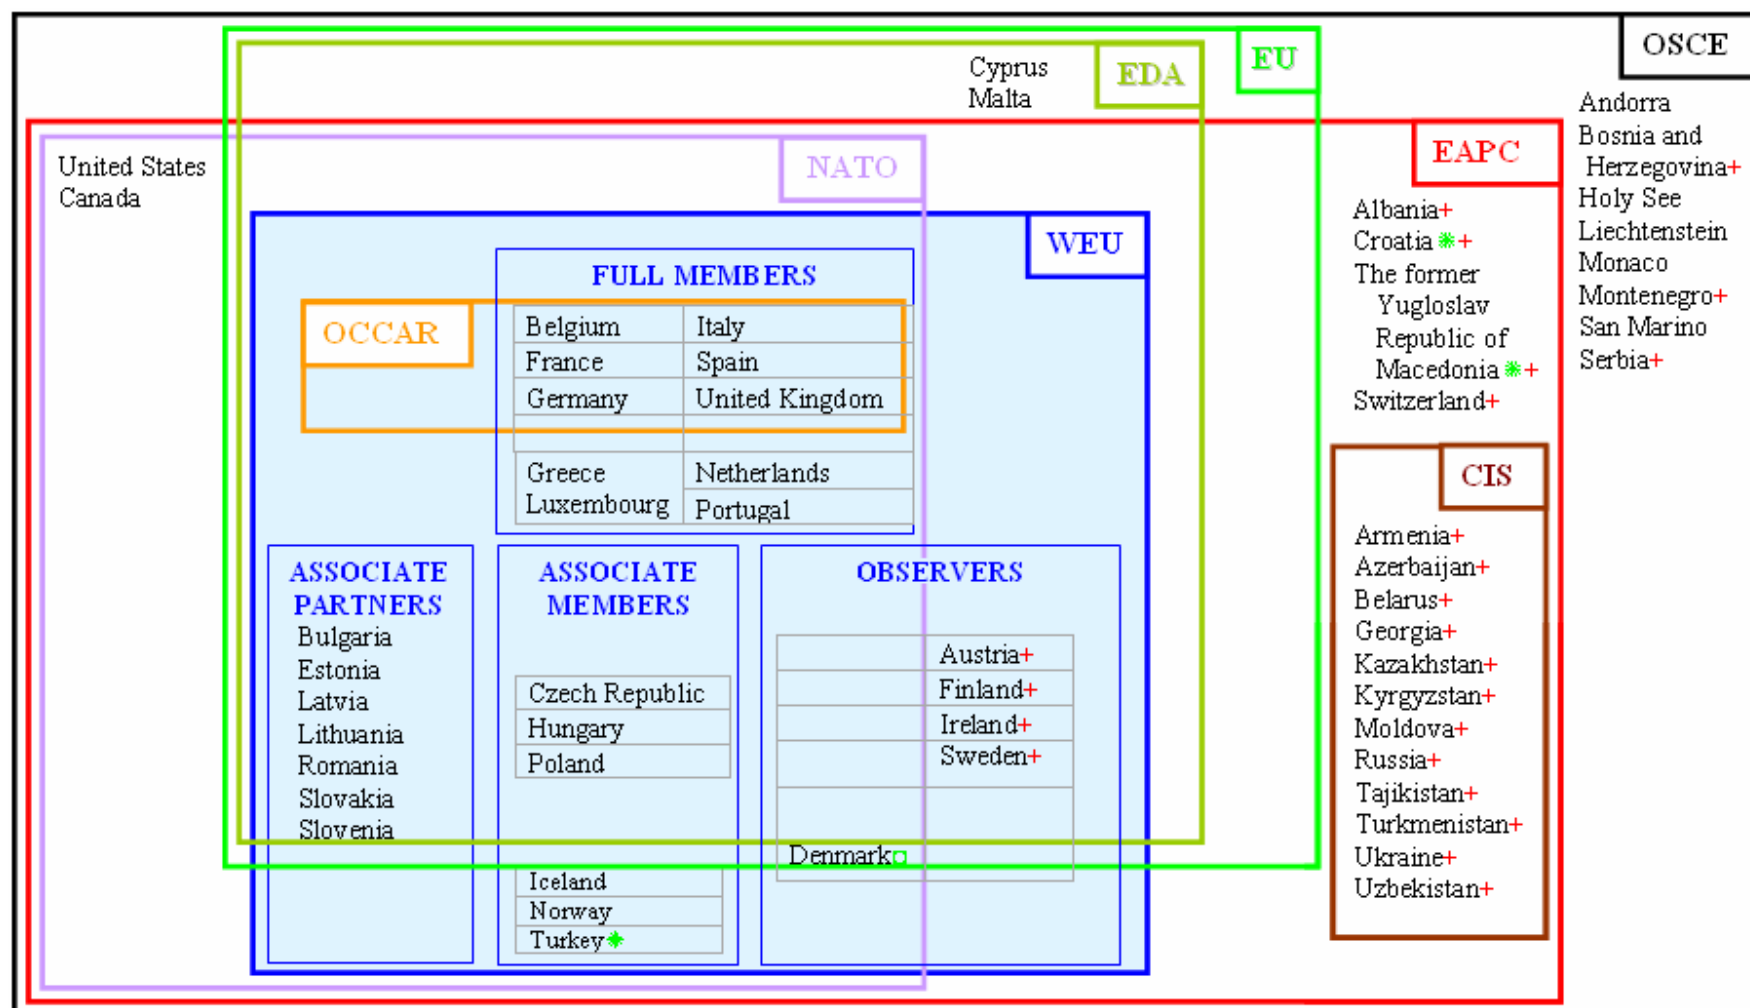 OSCE
EU
EDA
Cyprus
Malta
Andorra
Bosnia and
Herzegovina+
Holy See
Liechtenstein
Monaco
Montenegro+
San Marino
Serbia+
EAPC
Albania+
Croatia ⁕+
The former
Yugloslav
Republic of
Macedonia ⁕+
Switzerland+
NATO
United States
Canada
WEU
FULL MEMBERS
OCCAR
Belgium Italy
France Spain
Germany United Kingdom
Greece Netherlands
Luxembourg Portugal
ASSOCIATE
PARTNERS
Bulgaria
Estonia
Latvia
Lithuania
Romania
Slovakia
Slovenia
ASSOCIATE
MEMBERS
Czech Republic
Hungary
Poland
Iceland
Norway
Turkey⁕
OBSERVERS
Austria+
Finland+
Ireland+
Sweden+
Denmark¤
CIS
Armenia+
Azerbaijan+
Belarus+
Georgia+
Kazakhstan+
Kyrgyzstan+
Moldova+
Russia+
Tajikistan+
Turkmenistan+
Ukraine+
Uzbekistan+